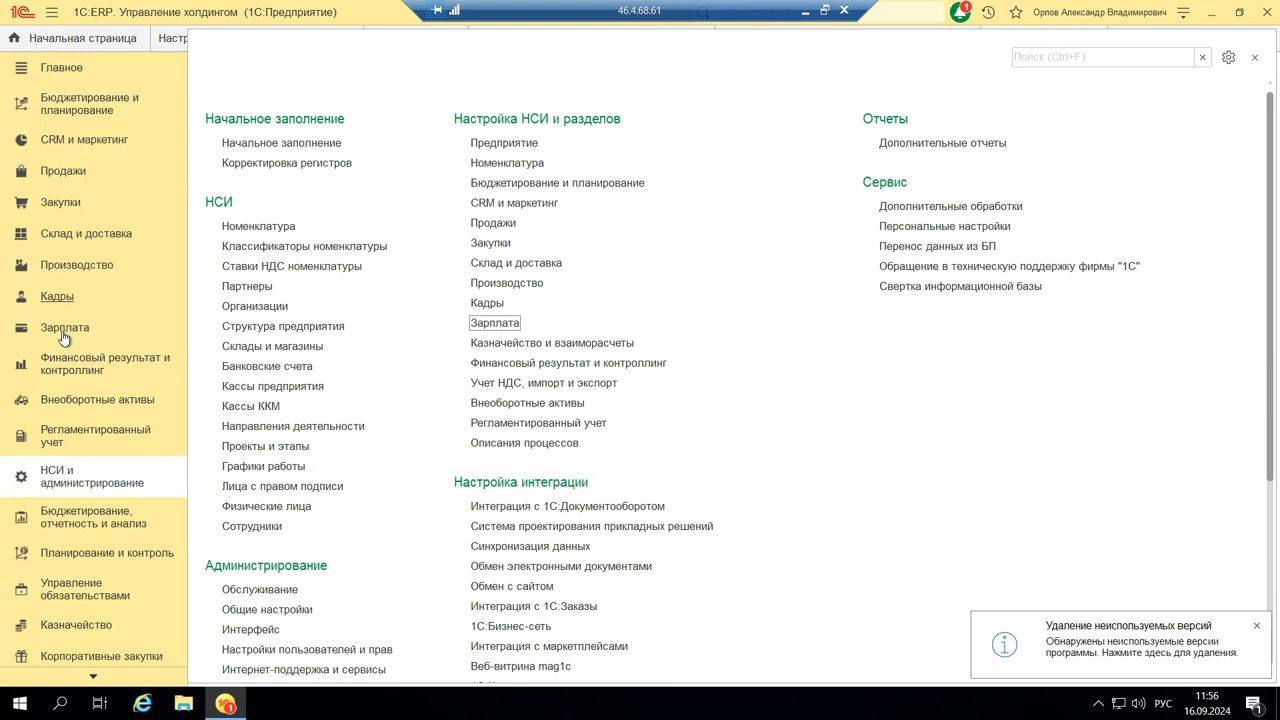 1С:ERP. Управление холдингом (1С:Предприятие)
46.4.68.61
1
Орлов Александр Владимирович
Начальная страница
Настр
Поиск (Ctrl+F)
Главное
Бюджетирование и
планирование
CRM и маркетинг
Продажи
Закупки
Склад и доставка
Производство
Кадры
Зарплата
Финансовый результат и
контроллинг
Внеоборотные активы
Регламентированный
учет
НСИ и
администрирование
Бюджетирование,
отчетность и анализ
Планирование и контроль
Управление
обязательствами
Казначейство
Корпоративные закупки
Начальное заполнение
Начальное заполнение
Корректировка регистров
НСИ
Номенклатура
Классификаторы номенклатуры
Ставки НДС номенклатуры
Партнеры
Организации
Структура предприятия
Склады и магазины
Банковские счета
Кассы предприятия
Кассы ККМ
Направления деятельности
Проекты и этапы
Графики работы
Лица с правом подписи
Физические лица
Сотрудники
Администрирование
Обслуживание
Общие настройки
Интерфейс
Настройки пользователей и прав
Интернет-поддержка и сервисы
Настройка НСИ и разделов
Предприятие
Номенклатура
Бюджетирование и планирование
CRM и маркетинг
Продажи
Закупки
Склад и доставка
Производство
Кадры
Зарплата
Казначейство и взаиморасчеты
Финансовый результат и контроллинг
Учет НДС, импорт и экспорт
Внеоборотные активы
Регламентированный учет
Описания процессов
Настройка интеграции
Интеграция с 1С:Документооборотом
Система проектирования прикладных решений
Синхронизация данных
Обмен электронными документами
Обмен с сайтом
Интеграция с 1С:Заказы
1С:Бизнес-сеть
Интеграция с маркетплейсами
Веб-витрина mag1c
Отчеты
Дополнительные отчеты
Сервис
Дополнительные обработки
Персональные настройки
Перенос данных из БП
Обращение в техническую поддержку фирмы "1С"
Свертка информационной базы
Удаление неиспользуемых версий
Обнаружены неиспользуемые версии
программы. Нажмите здесь для удаления.
1
РУС
11:56
16.09.2024
1